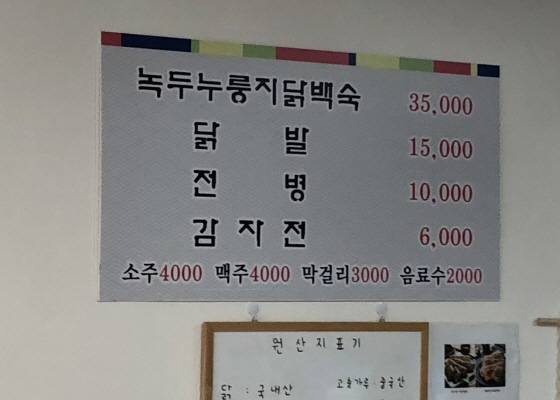 녹두누룽지닭백숙 35,000
닭 발 15,000
전 병 10,000
감 자 전 6,000
소주4000 맥주4000 막걸리3000 음료수2000
원 산 지 표 기
닭 : 국내산 고춧가루 : 중국산